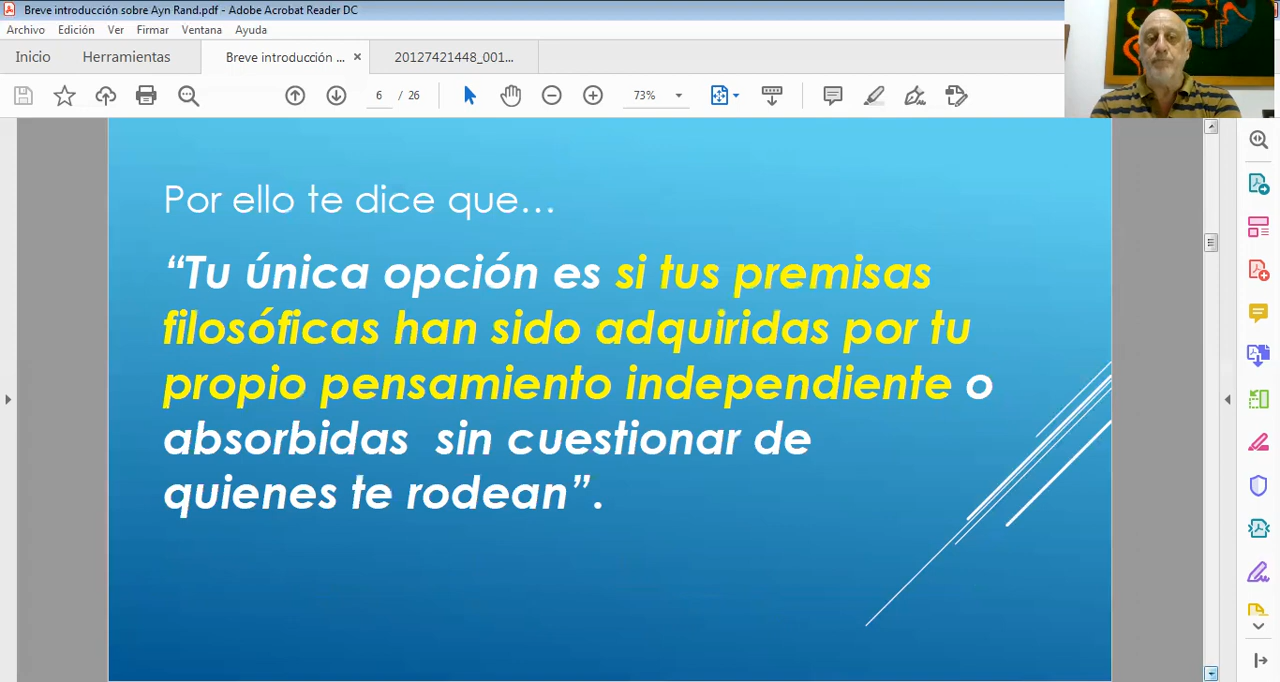 Breve introducción sobre Ayn Rand.pdf - Adobe Acrobat Reader DC
Archivo Edición Ver Firmar Ventana Ayuda
Inicio Herramientas Breve introducción ... × 20127421448_001...
6 / 26 73%
Por ello te dice que…
“Tu única opción es si tus premisas
filosóficas han sido adquiridas por tu
propio pensamiento independiente o
absorbidas sin cuestionar de
quienes te rodean”.